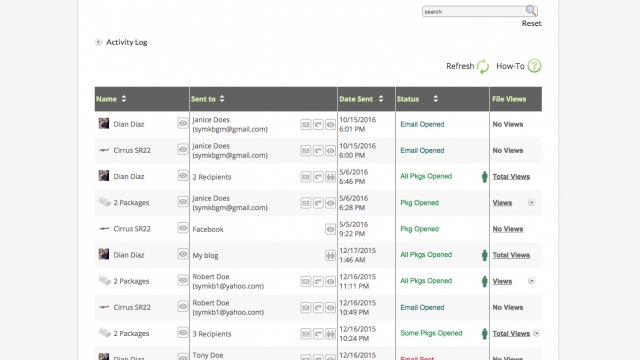 search
Reset
Activity Log
Refresh How-To ?
Name Sent to Date Sent Status File Views
Dian Diaz Janice Does 10/15/2016 Email Opened No Views
(symkbgm@gmail.com) 6:01 PM
Cirrus SR22 Janice Does 10/15/2016 Email Opened No Views
(symkbgm@gmail.com) 6:00 PM
Dian Diaz 2 Recipients 5/6/2016 All Pkgs Opened Total Views
6:46 PM
2 Packages Janice Does 5/6/2016 Pkg Opened Views
(symkbgm@gmail.com) 6:28 PM
Cirrus SR22 Facebook 5/5/2016 Pkg Opened No Views
9:22 PM
Dian Diaz My blog 12/17/2015 All Pkgs Opened Total Views
1:46 AM
2 Packages Robert Doe 12/16/2015 All Pkgs Opened Views
(symkb1@yahoo.com) 11:11 PM
Cirrus SR22 Robert Doe 12/16/2015 Email Opened No Views
(symkb1@yahoo.com) 10:49 PM
2 Packages 3 Recipients 12/16/2015 Some Pkgs Opened Total Views
10:24 PM
Dian Diaz Tony Doe 12/16/2015 Email Sent No Views